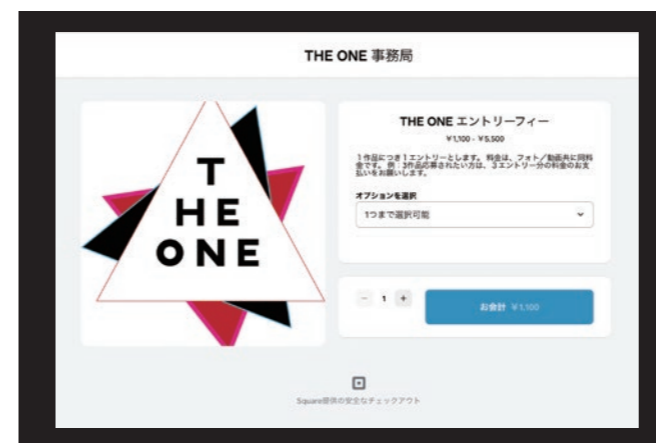 THE ONE 事務局
T
HE
ONE
THE ONE エントリーフィー
¥1,100 - ¥5,500
1作品につき1エントリーとします。 料金は、フォト／動画共に同料
金です。 例：3作品応募されたい方は、3エントリー分の料金のお支
払いをお願いします。
オプションを選択
1つまで選択可能
− 1 +
お会計 ¥1,100
Square提供の安全なチェックアウト